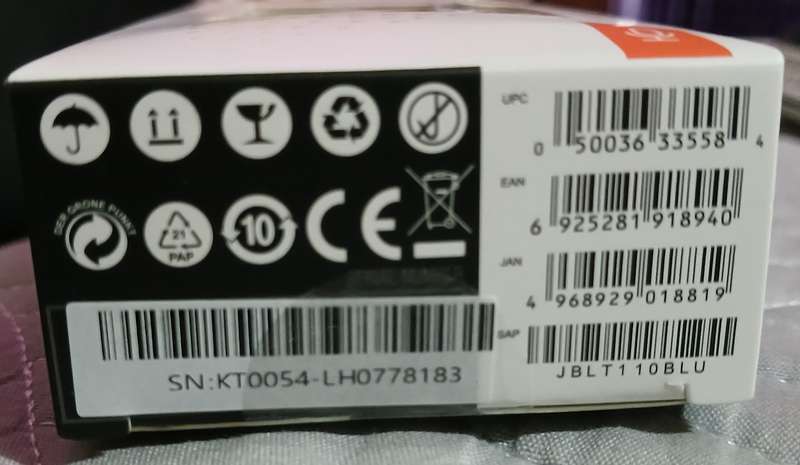 UPC
0 50036 33558 4
EAN
6 925281 918940
JAN
4 968929 018819
SAP
JBLT110BLU
DER GRÜNE PUNKT
21
PAP
10
CE
SN:KT0054-LH0778183